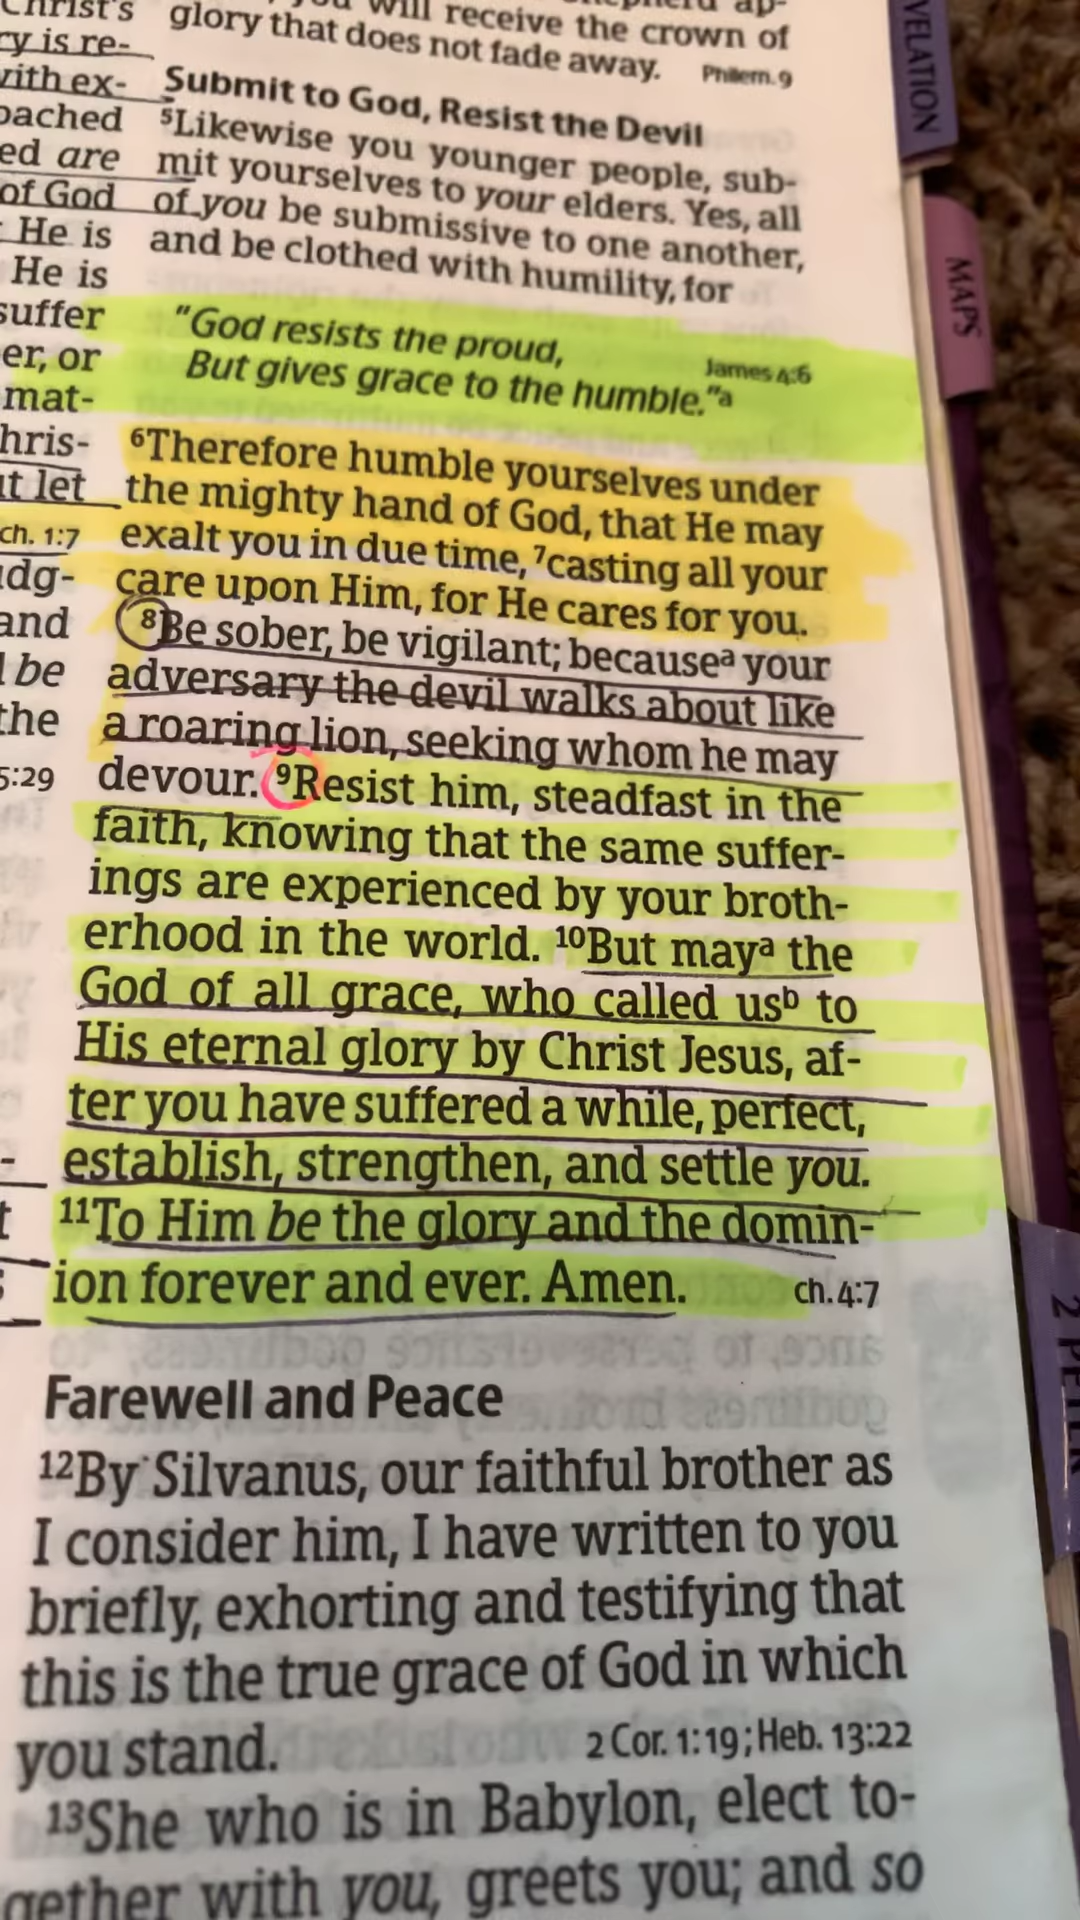 Christ's
ry is re-
with ex-
oached
ed are
of God
He is
He is
suffer
er, or
mat-
hris-
t let
ch. 1:7
dg-
and
be
the
5:29
will receive the crown of
glory that does not fade away. Philem. 9
Submit to God, Resist the Devil
5Likewise you younger people, sub-
mit yourselves to your elders. Yes, all
of you be submissive to one another,
and be clothed with humility, for
"God resists the proud,
But gives grace to the humble."a James 4:6
6Therefore humble yourselves under
the mighty hand of God, that He may
exalt you in due time, 7casting all your
care upon Him, for He cares for you.
8Be sober, be vigilant; becausea your
adversary the devil walks about like
a roaring lion, seeking whom he may
devour. 9Resist him, steadfast in the
faith, knowing that the same suffer-
ings are experienced by your broth-
erhood in the world. 10But maya the
God of all grace, who called usb to
His eternal glory by Christ Jesus, af-
ter you have suffered a while, perfect,
establish, strengthen, and settle you.
11To Him be the glory and the domin-
ion forever and ever. Amen. ch. 4:7
Farewell and Peace
12By Silvanus, our faithful brother as
I consider him, I have written to you
briefly, exhorting and testifying that
this is the true grace of God in which
you stand. 2 Cor. 1:19; Heb. 13:22
13She who is in Babylon, elect to-
gether with you, greets you; and so
VELATION
MAPS
2 PETER